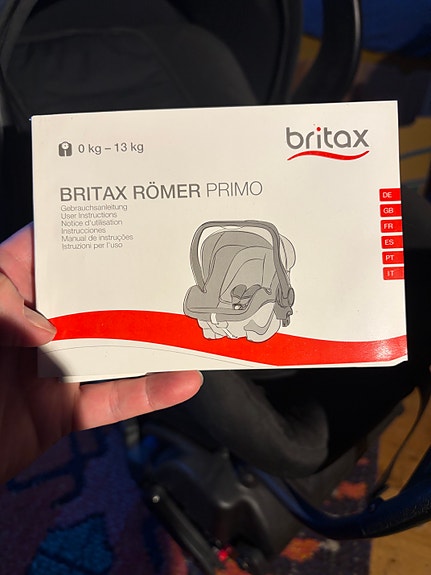 0 kg – 13 kg
britax
BRITAX RÖMER PRIMO
Gebrauchsanleitung
User Instructions
Notice d'utilisation
Instrucciones
Manual de instruções
Istruzioni per l'uso
DE
GB
FR
ES
PT
IT